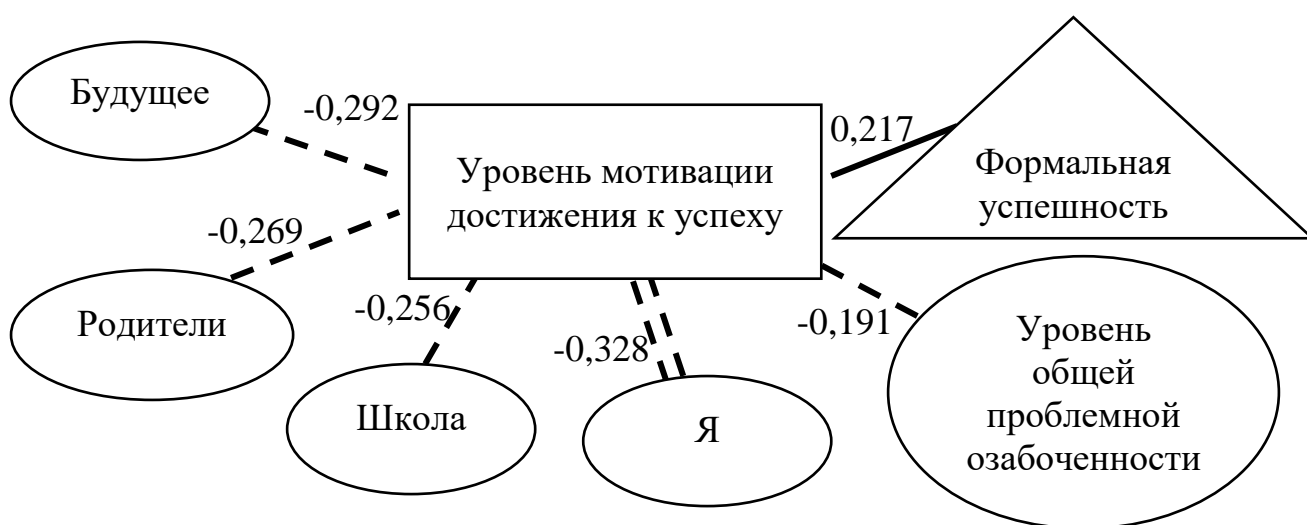 Будущее
-0,292
0,217
Уровень мотивации
достижения к успеху
Формальная
успешность
-0,269
Родители
-0,256
-0,328
-0,191
Школа
Я
Уровень
общей
проблемной
озабоченности